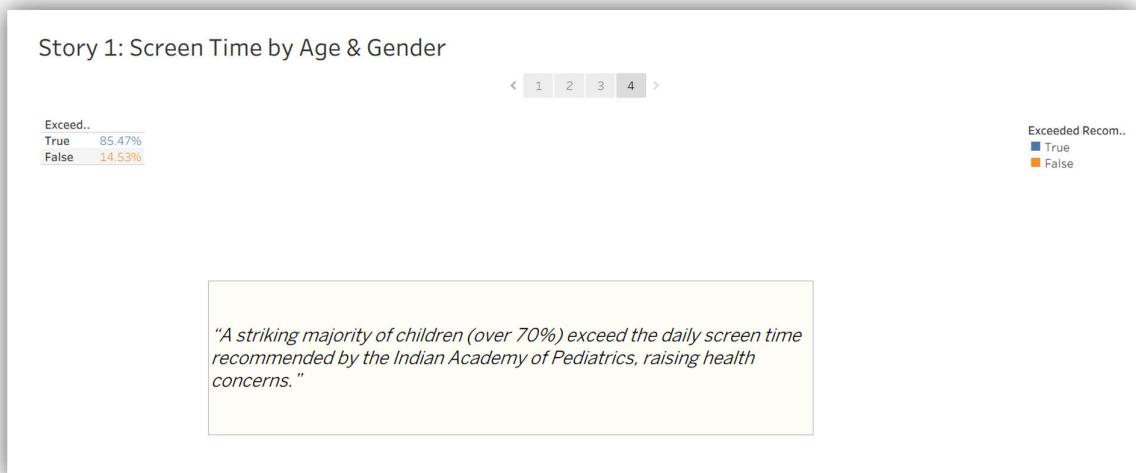 Story 1: Screen Time by Age & Gender
< 1 2 3 4 >
Exceed..
True 85.47%
False 14.53%
Exceeded Recom..
True
False
“A striking majority of children (over 70%) exceed the daily screen time
recommended by the Indian Academy of Pediatrics, raising health
concerns.”